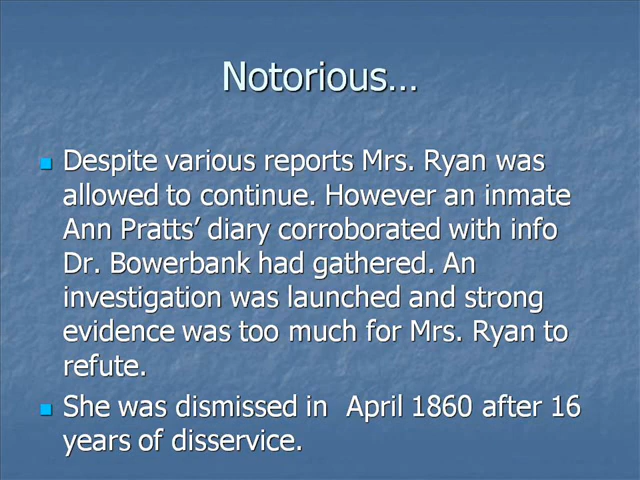 Notorious...
Despite various reports Mrs. Ryan was
allowed to continue. However an inmate
Ann Pratts’ diary corroborated with info
Dr. Bowerbank had gathered. An
investigation was launched and strong
evidence was too much for Mrs. Ryan to
refute.
She was dismissed in  April 1860 after 16
years of disservice.